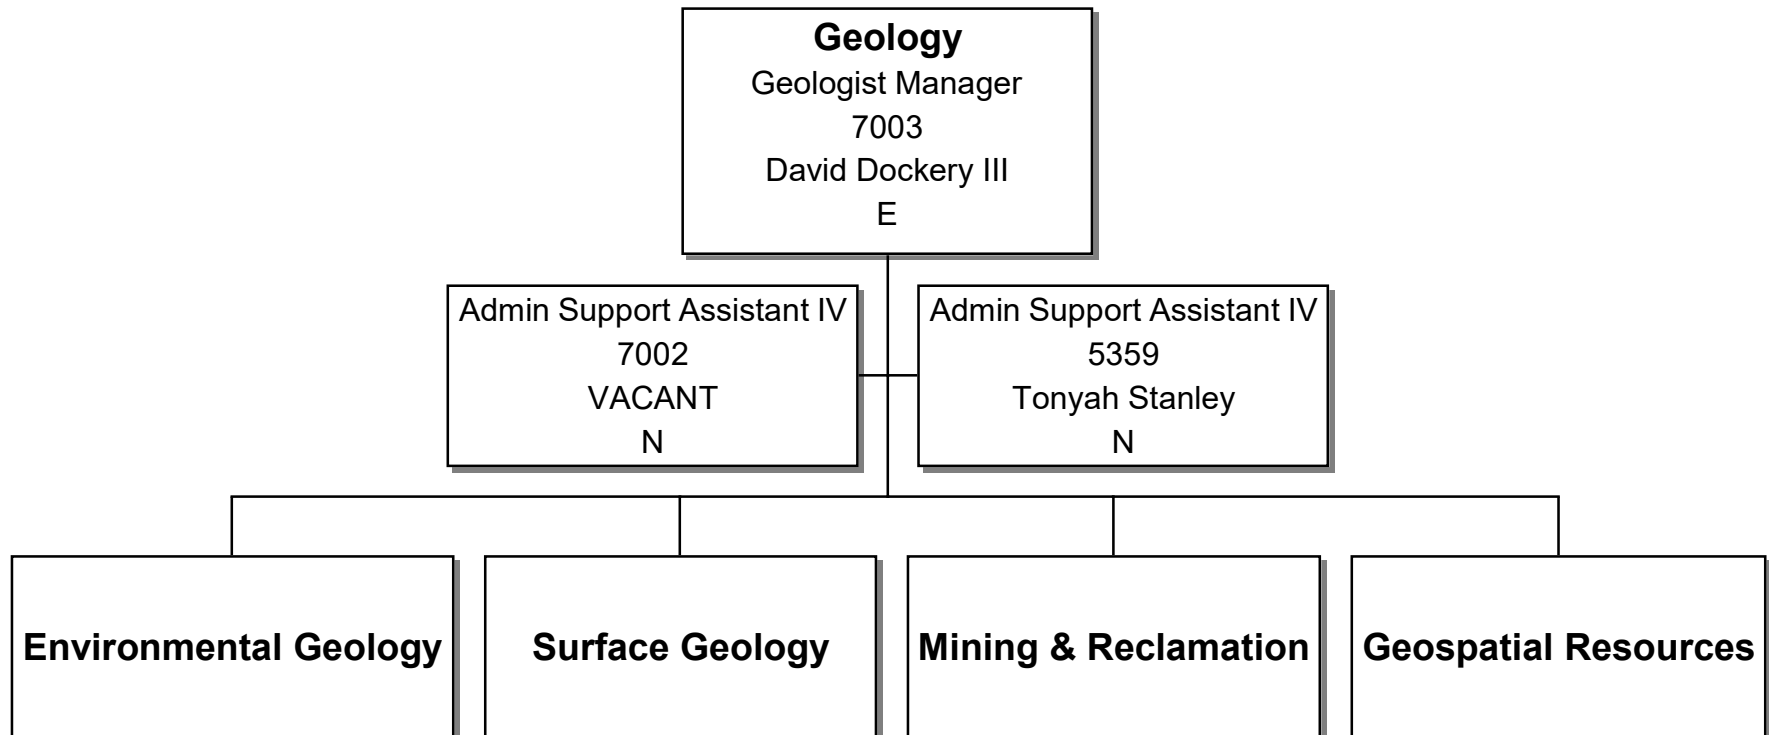 Geology
Geologist Manager
7003
David Dockery III
E
Admin Support Assistant IV
7002
VACANT
N
Admin Support Assistant IV
5359
Tonyah Stanley
N
Environmental Geology
Surface Geology
Mining & Reclamation
Geospatial Resources